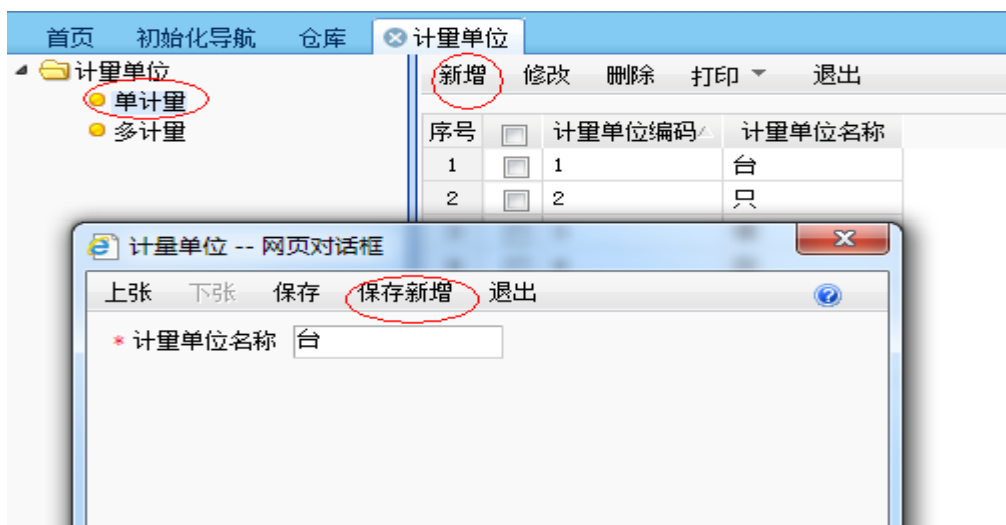 首页 初始化导航 仓库 计量单位
计量单位
单计量
多计量
新增 修改 删除 打印 退出
序号 计量单位编码 计量单位名称
1 1 台
2 2 只
计量单位 -- 网页对话框
上张 下张 保存 保存新增 退出
* 计量单位名称 台